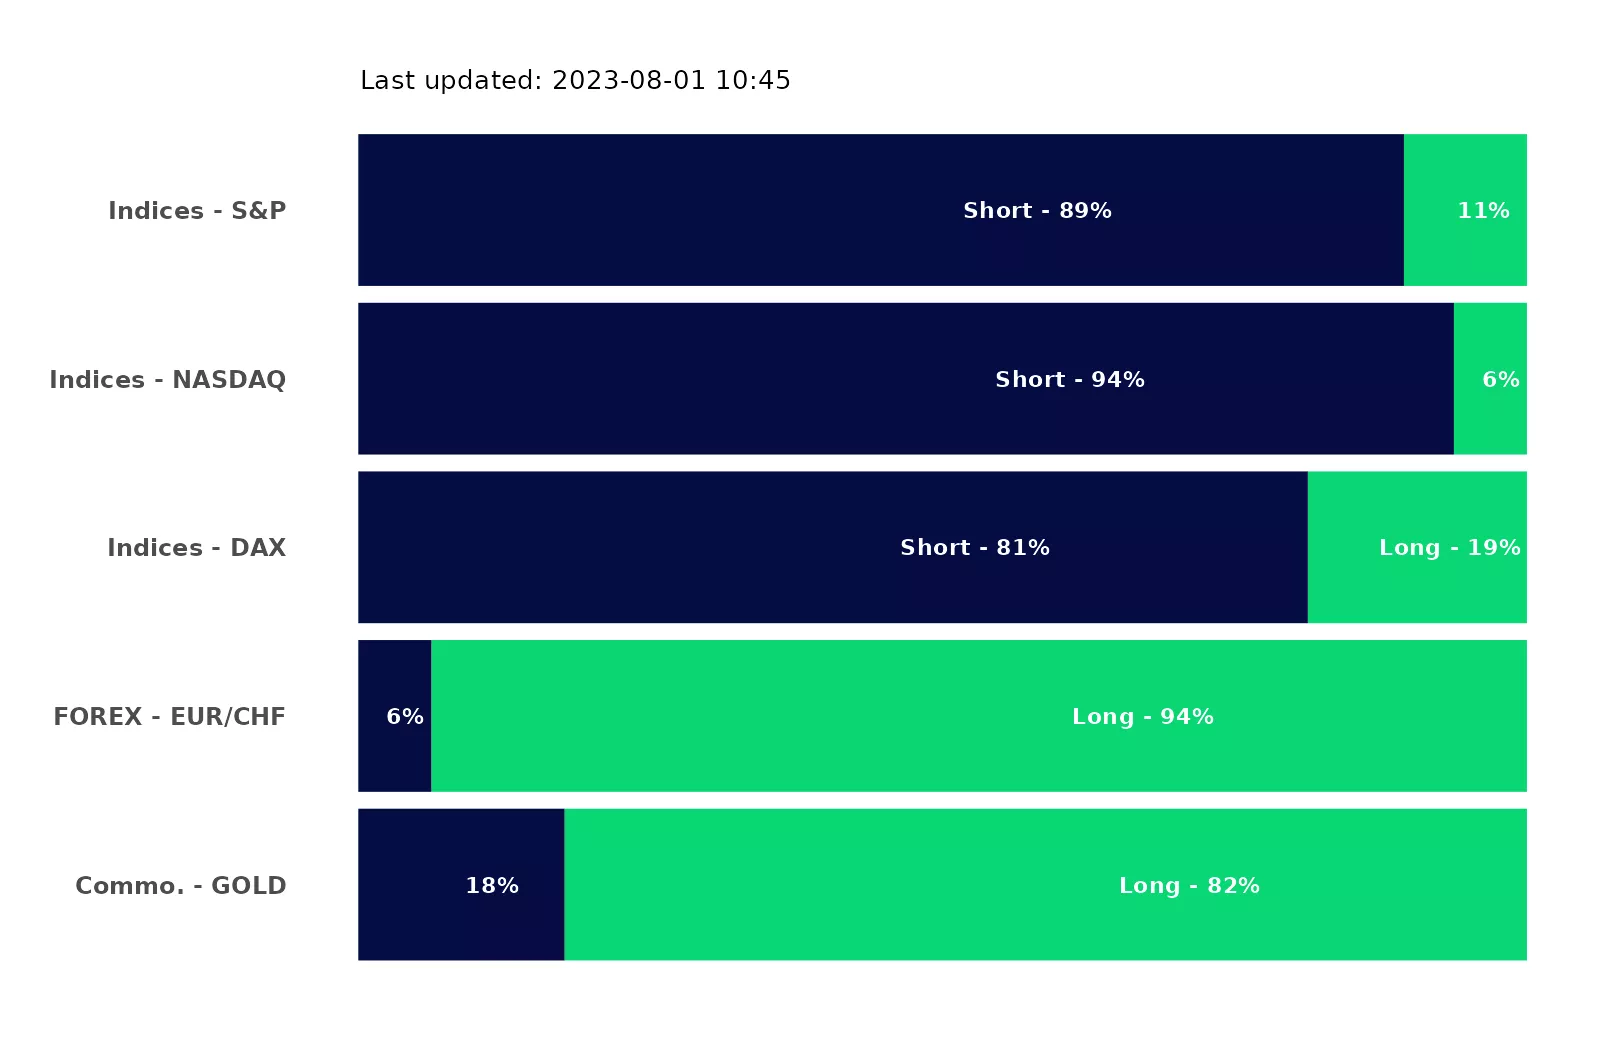 Last updated: 2023-08-01 10:45
Indices - S&P Short - 89% 11%
Indices - NASDAQ Short - 94% 6%
Indices - DAX Short - 81% Long - 19%
FOREX - EUR/CHF 6% Long - 94%
Commo. - GOLD 18% Long - 82%